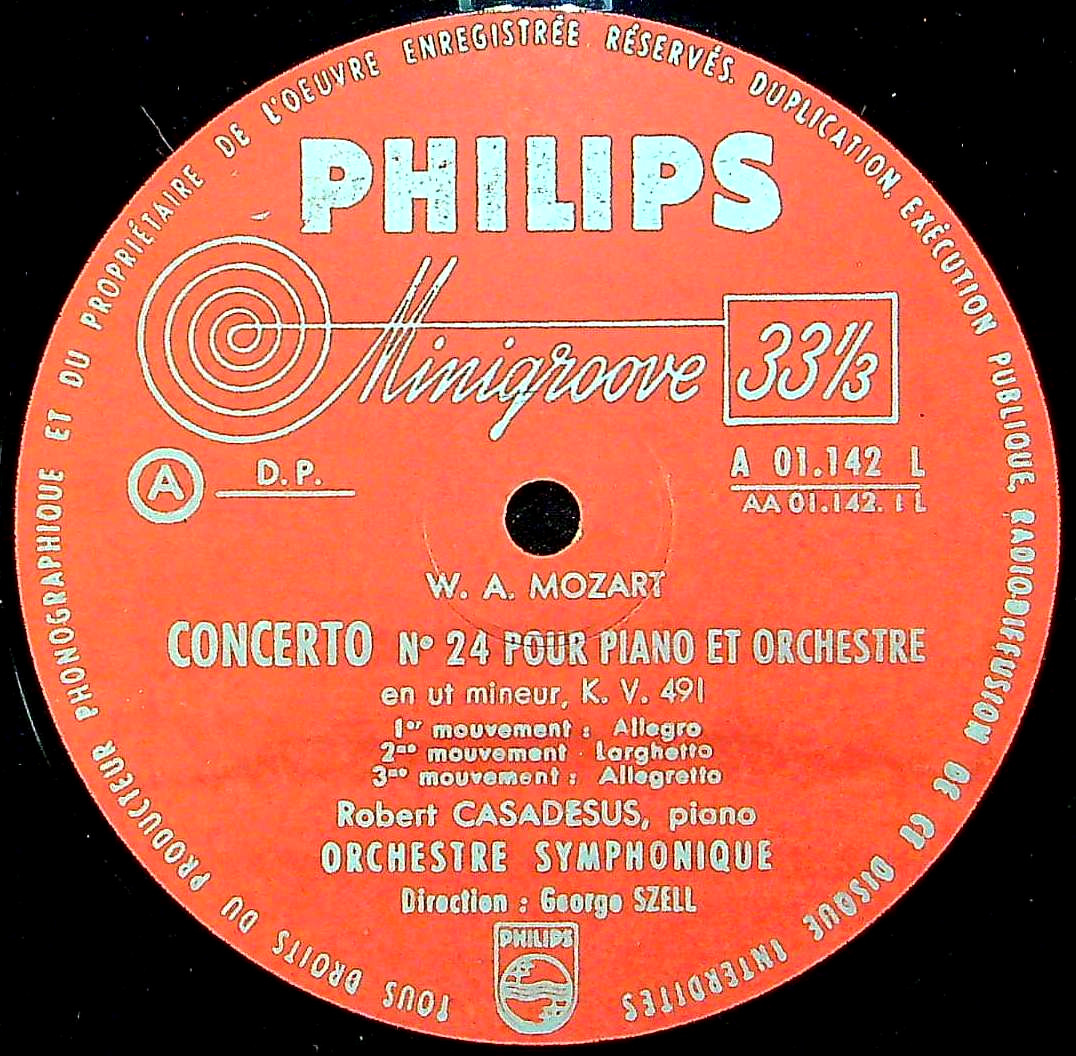 TOUS DROITS DU PRODUCTEUR PHONOGRAPHIQUE ET DU PROPRIÉTAIRE DE L'OEUVRE ENREGISTRÉE RÉSERVÉS. DUPLICATION, EXÉCUTION PUBLIQUE, RADIODIFFUSION DE CE DISQUE INTERDITES
PHILIPS
Minigroove 33 1/3
A D.P. A 01.142 L
AA 01.142. 1 L
W. A. MOZART
CONCERTO N° 24 POUR PIANO ET ORCHESTRE
en ut mineur, K. V. 491
1er mouvement : Allegro
2me mouvement : Larghetto
3me mouvement : Allegretto
Robert CASADESUS, piano
ORCHESTRE SYMPHONIQUE
Direction : George SZELL
PHILIPS